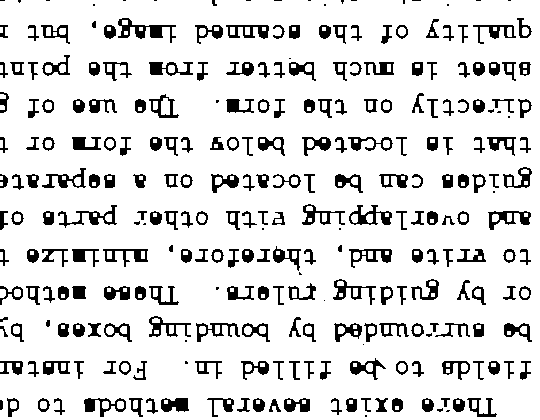 There exist several methods to de
fields to be filled in. For instan
be surrounded by bounding boxes, by
or by guiding rulers. These method
to write and, therefore, minimize t
and overlapping with other parts of
guides can be located on a separate
that is located below the form or t
directly on the form. The use of g
sheet is much better from the point
quality of the scanned image, but r